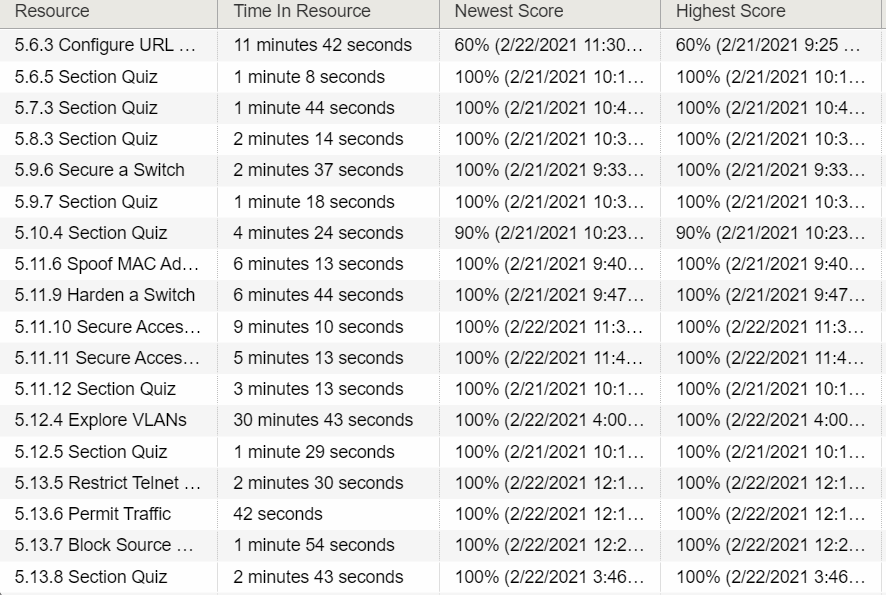 Resource Time In Resource Newest Score Highest Score
5.6.3 Configure URL … 11 minutes 42 seconds 60% (2/22/2021 11:30… 60% (2/21/2021 9:25 …
5.6.5 Section Quiz 1 minute 8 seconds 100% (2/21/2021 10:1… 100% (2/21/2021 10:1…
5.7.3 Section Quiz 1 minute 44 seconds 100% (2/21/2021 10:4… 100% (2/21/2021 10:4…
5.8.3 Section Quiz 2 minutes 14 seconds 100% (2/21/2021 10:3… 100% (2/21/2021 10:3…
5.9.6 Secure a Switch 2 minutes 37 seconds 100% (2/21/2021 9:33… 100% (2/21/2021 9:33…
5.9.7 Section Quiz 1 minute 18 seconds 100% (2/21/2021 10:3… 100% (2/21/2021 10:3…
5.10.4 Section Quiz 4 minutes 24 seconds 90% (2/21/2021 10:23… 90% (2/21/2021 10:23…
5.11.6 Spoof MAC Ad… 6 minutes 13 seconds 100% (2/21/2021 9:40… 100% (2/21/2021 9:40…
5.11.9 Harden a Switch 6 minutes 44 seconds 100% (2/21/2021 9:47… 100% (2/21/2021 9:47…
5.11.10 Secure Acces… 9 minutes 10 seconds 100% (2/22/2021 11:3… 100% (2/22/2021 11:3…
5.11.11 Secure Acces… 5 minutes 13 seconds 100% (2/22/2021 11:4… 100% (2/22/2021 11:4…
5.11.12 Section Quiz 3 minutes 13 seconds 100% (2/21/2021 10:1… 100% (2/21/2021 10:1…
5.12.4 Explore VLANs 30 minutes 43 seconds 100% (2/22/2021 4:00… 100% (2/22/2021 4:00…
5.12.5 Section Quiz 1 minute 29 seconds 100% (2/21/2021 10:1… 100% (2/21/2021 10:1…
5.13.5 Restrict Telnet … 2 minutes 30 seconds 100% (2/22/2021 12:1… 100% (2/22/2021 12:1…
5.13.6 Permit Traffic 42 seconds 100% (2/22/2021 12:1… 100% (2/22/2021 12:1…
5.13.7 Block Source … 1 minute 54 seconds 100% (2/22/2021 12:2… 100% (2/22/2021 12:2…
5.13.8 Section Quiz 2 minutes 43 seconds 100% (2/22/2021 3:46… 100% (2/22/2021 3:46…